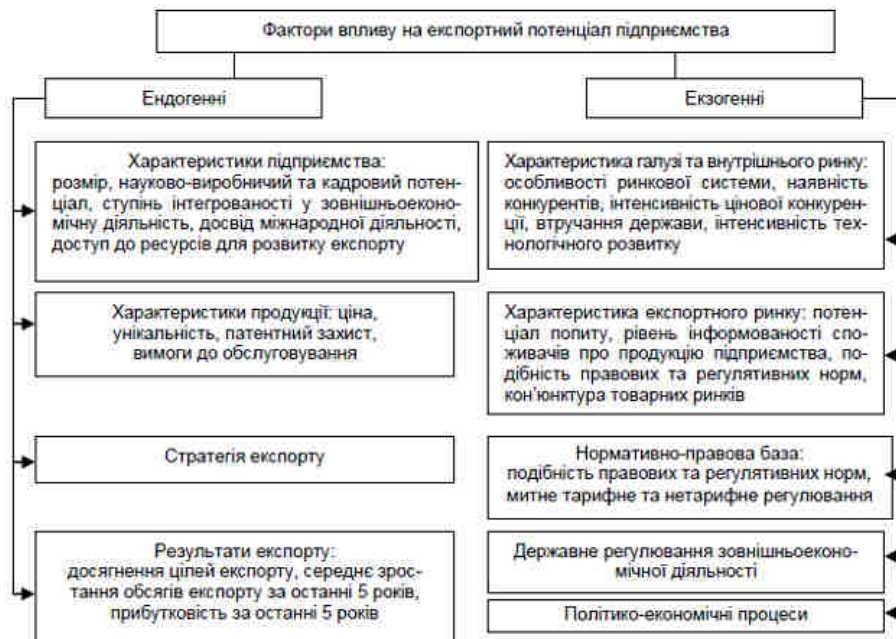 Фактори впливу на експортний потенціал підприємства
Ендогенні
Екзогенні
Характеристики підприємства:
розмір, науково-виробничий та кадровий потен-
ціал, ступінь інтегрованості у зовнішньоеконо-
мічну діяльність, досвід міжнародної діяльності,
доступ до ресурсів для розвитку експорту
Характеристики продукції: ціна,
унікальність, патентний захист,
вимоги до обслуговування
Стратегія експорту
Результати експорту:
досягнення цілей експорту, середнє зрос-
тання обсягів експорту за останні 5 років,
прибутковість за останні 5 років
Характеристика галузі та внутрішнього ринку:
особливості ринкової системи, наявність
конкурентів, інтенсивність цінової конкурен-
ції, втручання держави, інтенсивність тех-
нологічного розвитку
Характеристика експортного ринку: потен-
ціал попиту, рівень інформованості спо-
живачів про продукцію підприємства, по-
дібність правових та регулятивних норм,
кон’юнктура товарних ринків
Нормативно-правова база:
подібність правових та регулятивних норм,
митне тарифне та нетарифне регулювання
Державне регулювання зовнішньоеконо-
мічної діяльності
Політико-економічні процеси